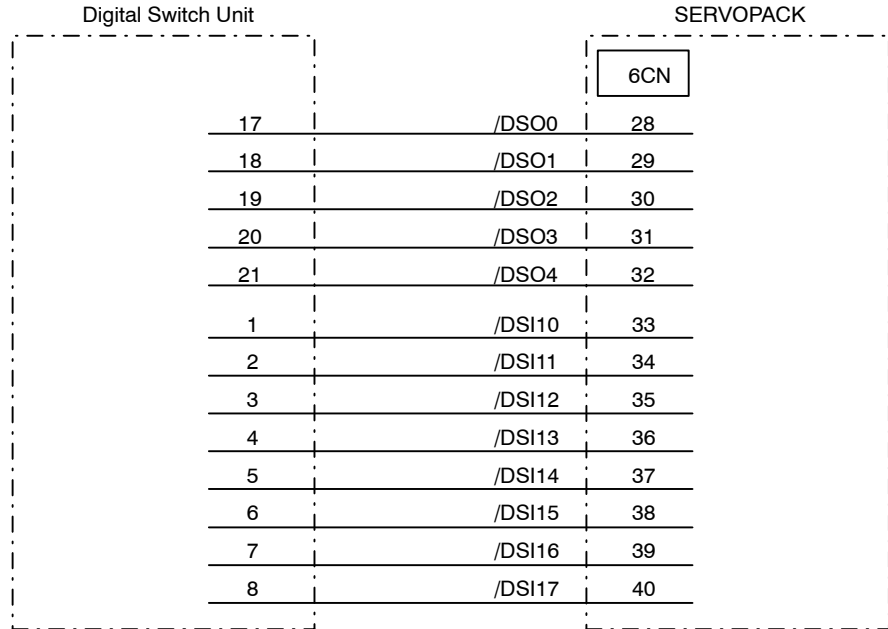 Digital Switch Unit SERVOPACK
6CN
17 /DSO0 28
18 /DSO1 29
19 /DSO2 30
20 /DSO3 31
21 /DSO4 32
1 /DSI10 33
2 /DSI11 34
3 /DSI12 35
4 /DSI13 36
5 /DSI14 37
6 /DSI15 38
7 /DSI16 39
8 /DSI17 40